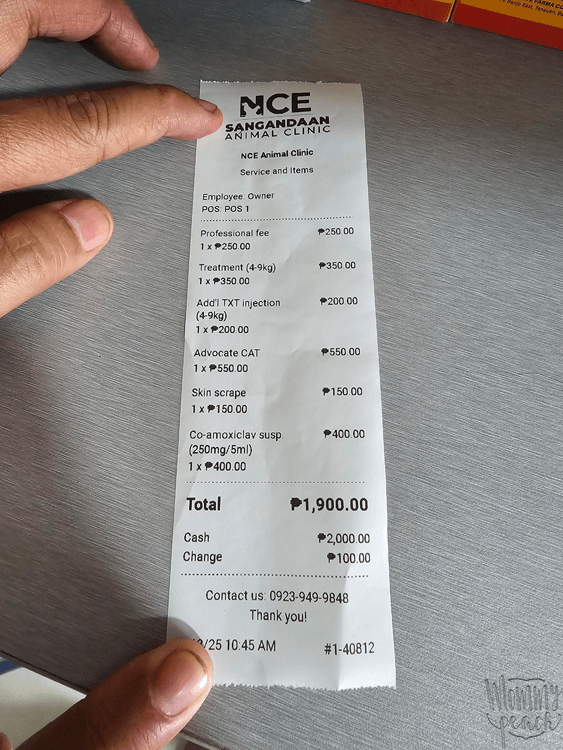 NCE
SANGANDAAN
ANIMAL CLINIC
NCE Animal Clinic
Service and Items
Employee: Owner
POS: POS 1
Professional fee ₱250.00
1 x ₱250.00
Treatment (4-9kg) ₱350.00
1 x ₱350.00
Add'l TXT injection ₱200.00
(4-9kg)
1 x ₱200.00
Advocate CAT ₱550.00
1 x ₱550.00
Skin scrape ₱150.00
1 x ₱150.00
Co-amoxiclav susp. ₱400.00
(250mg/5ml)
1 x ₱400.00
Total ₱1,900.00
Cash ₱2,000.00
Change ₱100.00
Contact us: 0923-949-9848
Thank you!
/25 10:45 AM #1-40812
Mommy
peach